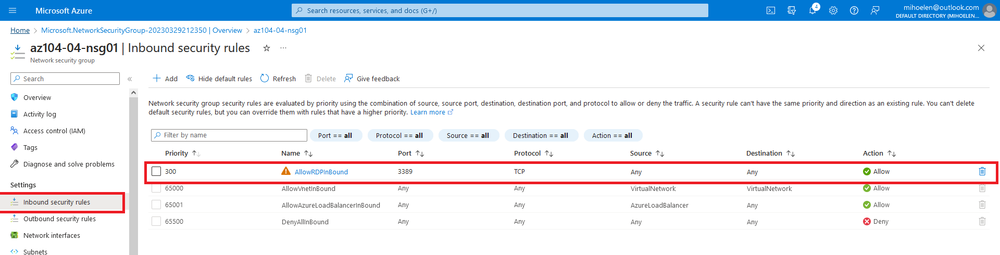 Microsoft Azure
Search resources, services, and docs (G+/)
4
mihoelen@outlook.com
DEFAULT DIRECTORY (MIHOELEN...
Home > Microsoft.NetworkSecurityGroup-20230329212350 | Overview > az104-04-nsg01
az104-04-nsg01 | Inbound security rules ☆ ...
Network security group
Search «
Overview
Activity log
Access control (IAM)
Tags
Diagnose and solve problems
Settings
Inbound security rules
Outbound security rules
Network interfaces
Subnets
Add Hide default rules Refresh Delete Give feedback
Network security group security rules are evaluated by priority using the combination of source, source port, destination, destination port, and protocol to allow or deny the traffic. A security rule can't have the same priority and direction as an existing rule. You can't delete
default security rules, but you can override them with rules that have a higher priority. Learn more
Filter by name Port == all Protocol == all Source == all Destination == all Action == all
Priority ↑↓ Name ↑↓ Port ↑↓ Protocol ↑↓ Source ↑↓ Destination ↑↓ Action ↑↓
300 AllowRDPInBound 3389 TCP Any Any Allow
65000 AllowVnetInBound Any Any VirtualNetwork VirtualNetwork Allow
65001 AllowAzureLoadBalancerInBound Any Any AzureLoadBalancer Any Allow
65500 DenyAllInBound Any Any Any Any Deny